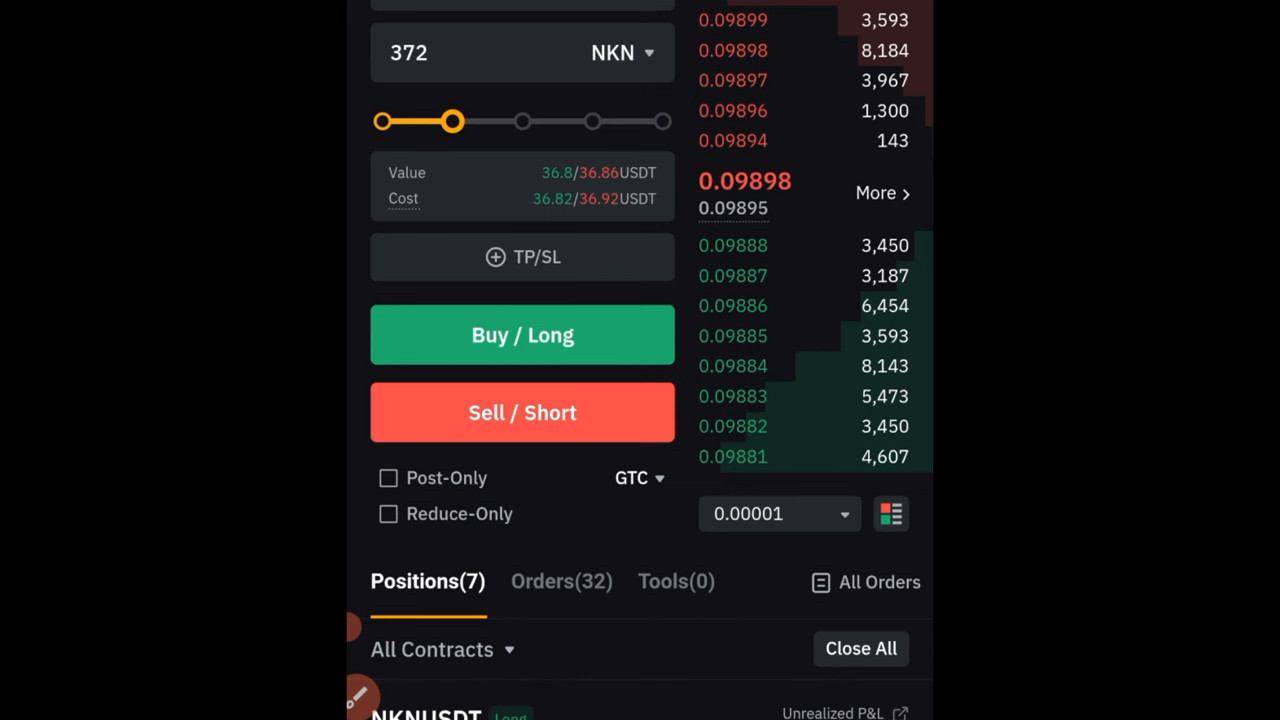 372 NKN
Value 36.8/36.86USDT
Cost 36.82/36.92USDT
TP/SL
Buy / Long
Sell / Short
Post-Only GTC
Reduce-Only
0.09899 3,593
0.09898 8,184
0.09897 3,967
0.09896 1,300
0.09894 143
0.09898
0.09895
More
0.09888 3,450
0.09887 3,187
0.09886 6,454
0.09885 3,593
0.09884 8,143
0.09883 5,473
0.09882 3,450
0.09881 4,607
0.00001
Positions(7) Orders(32) Tools(0) All Orders
All Contracts Close All
NKNUSDT Long Unrealized P&L